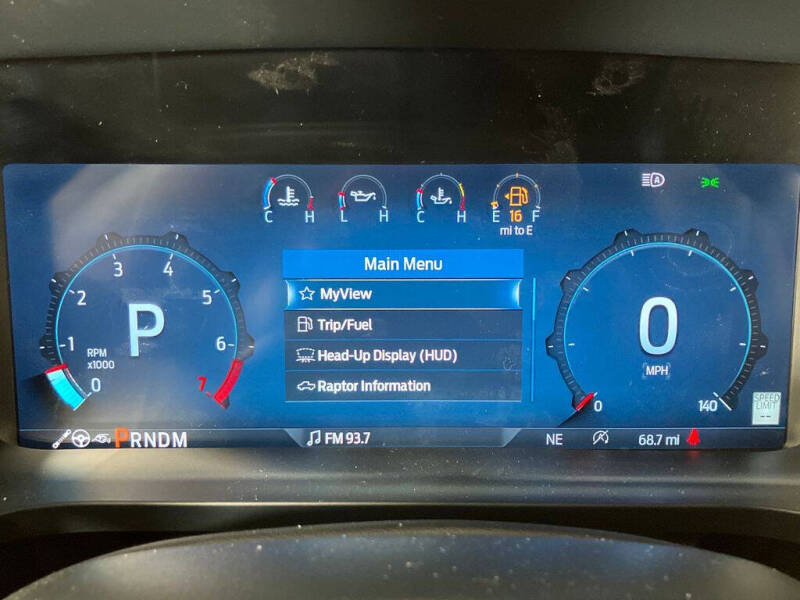 C H
L H
C H
E 16 F
mi to E
A
Main Menu
MyView
Trip/Fuel
Head-Up Display (HUD)
Raptor Information
1
2
3
4
5
6
7
0
RPM
x1000
P
0
MPH
0
140
SPEED
LIMIT
--
PRNDM
FM 93.7
NE
68.7 mi